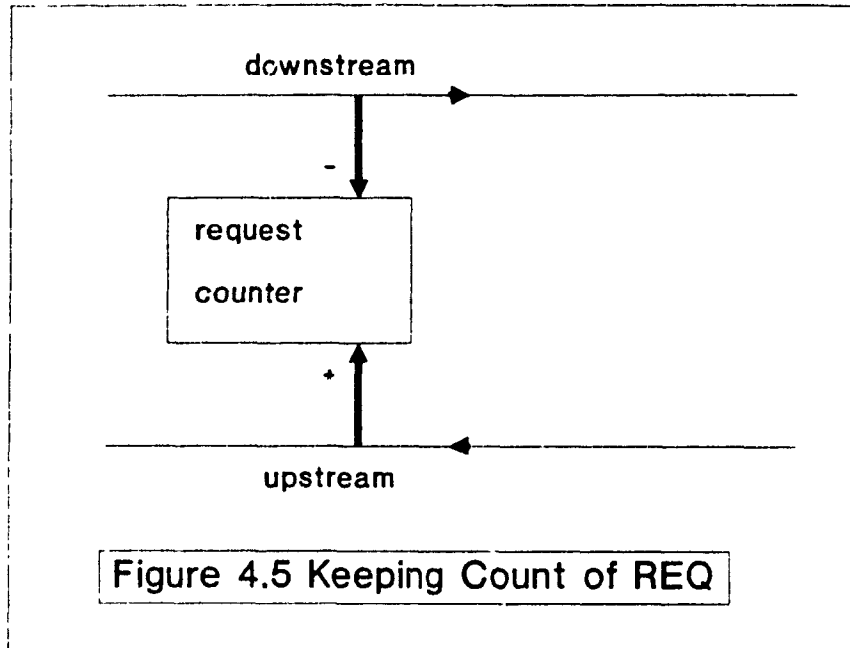 downstream
-
request
counter
+
upstream
Figure 4.5 Keeping Count of REQ